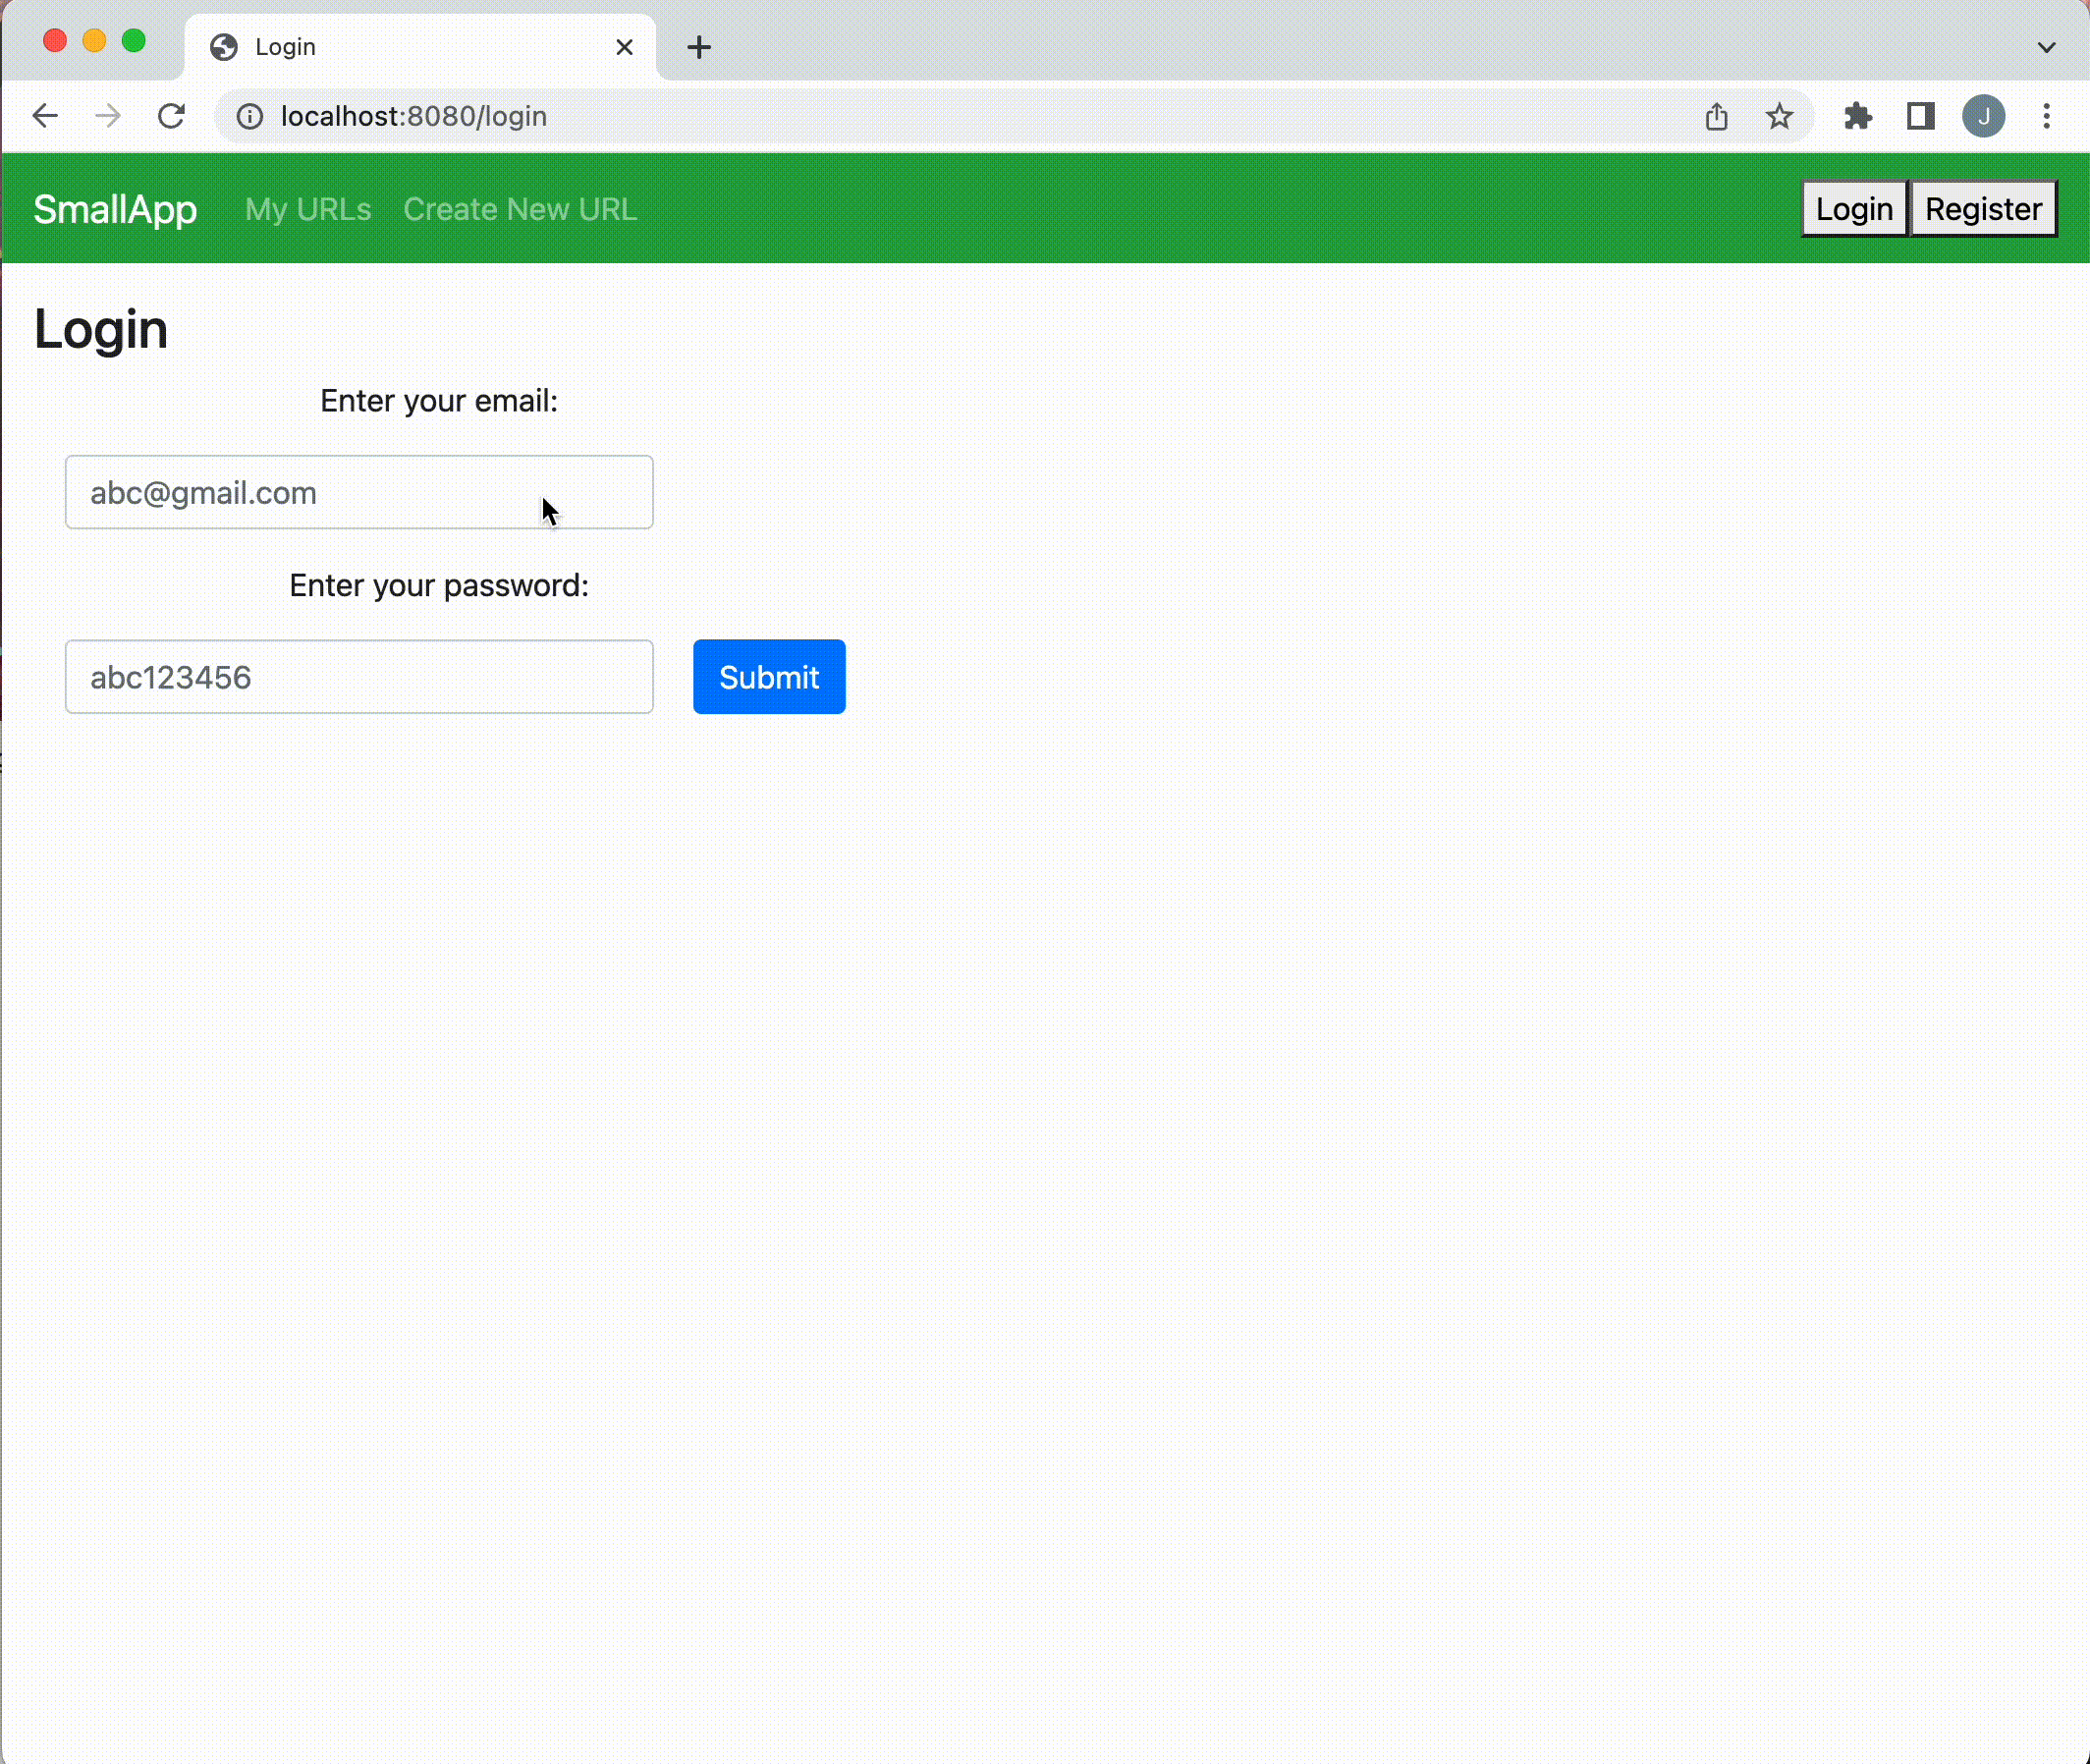 Login
localhost:8080/login
J
SmallApp My URLs Create New URL Login Register
Login
Enter your email:
abc@gmail.com
Enter your password:
abc123456 Submit